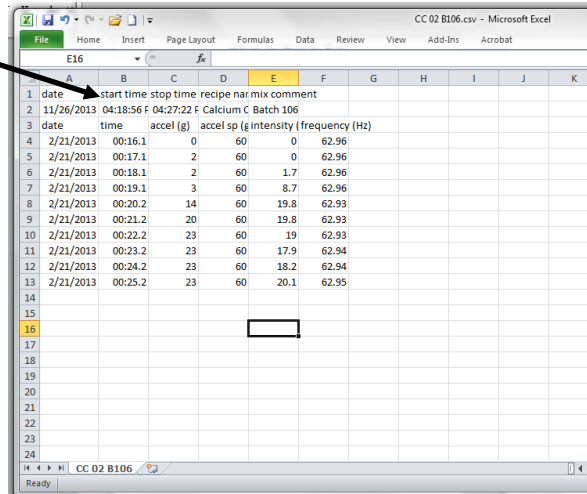 CC 02 B106.csv - Microsoft Excel
File Home Insert Page Layout Formulas Data Review View Add-Ins Acrobat
E16 fx
A B C D E F G H I J K
1 date start time stop time recipe nar mix comment
2 11/26/2013 04:18:56 P 04:27:22 P Calcium C Batch 106
3 date time accel (g) accel sp (g intensity ( frequency (Hz)
4 2/21/2013 00:16.1 0 60 0 62.96
5 2/21/2013 00:17.1 2 60 0 62.96
6 2/21/2013 00:18.1 2 60 1.7 62.96
7 2/21/2013 00:19.1 3 60 8.7 62.96
8 2/21/2013 00:20.2 14 60 19.8 62.93
9 2/21/2013 00:21.2 20 60 19.8 62.93
10 2/21/2013 00:22.2 23 60 19 62.93
11 2/21/2013 00:23.2 23 60 17.9 62.94
12 2/21/2013 00:24.2 23 60 18.2 62.94
13 2/21/2013 00:25.2 23 60 20.1 62.95
14
15
16
17
18
19
20
21
22
23
24
CC 02 B106
Ready